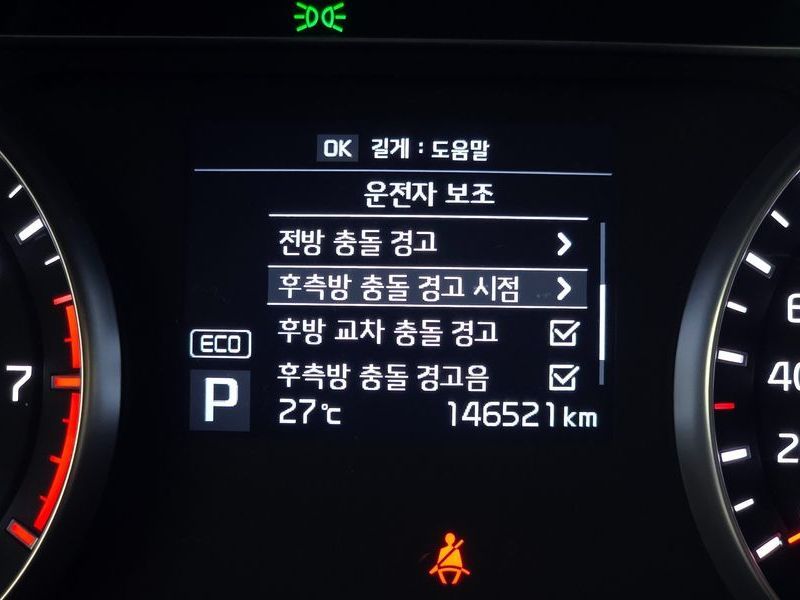 OK 길게 : 도움말
운전자 보조
전방 충돌 경고
후측방 충돌 경고 시점
후방 교차 충돌 경고
ECO
후측방 충돌 경고음
P
27℃ 146521km
7
40